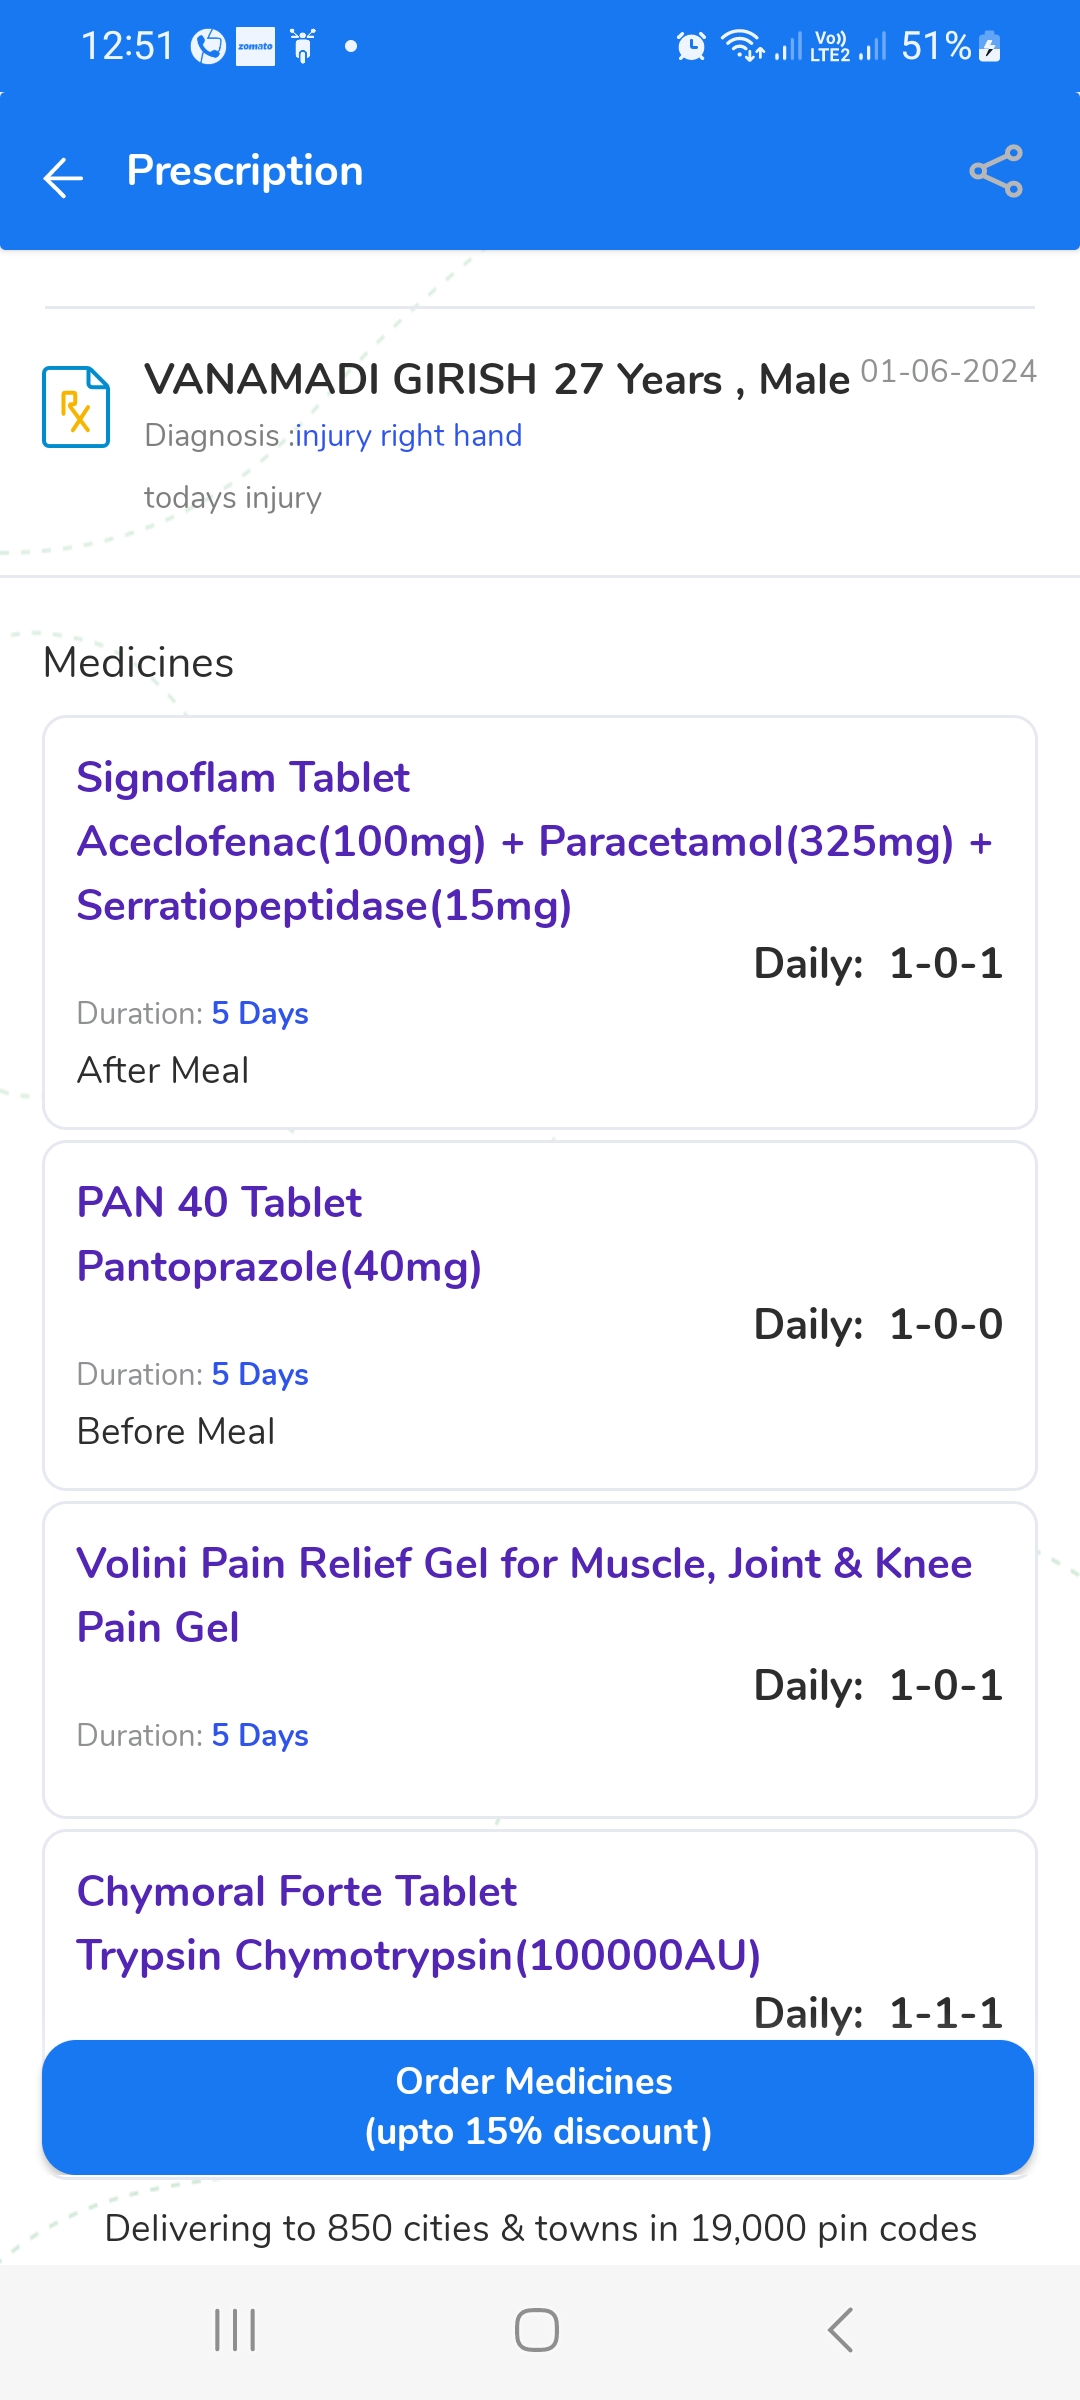 12:51 zomato Vo)) LTE2 51%
Prescription
VANAMADI GIRISH 27 Years , Male 01-06-2024
Diagnosis :injury right hand
todays injury
Medicines
Signoflam Tablet
Aceclofenac(100mg) + Paracetamol(325mg) +
Serratiopeptidase(15mg)
Daily: 1-0-1
Duration: 5 Days
After Meal
PAN 40 Tablet
Pantoprazole(40mg)
Daily: 1-0-0
Duration: 5 Days
Before Meal
Volini Pain Relief Gel for Muscle, Joint & Knee
Pain Gel
Daily: 1-0-1
Duration: 5 Days
Chymoral Forte Tablet
Trypsin Chymotrypsin(100000AU)
Daily: 1-1-1
Order Medicines
(upto 15% discount)
Delivering to 850 cities & towns in 19,000 pin codes